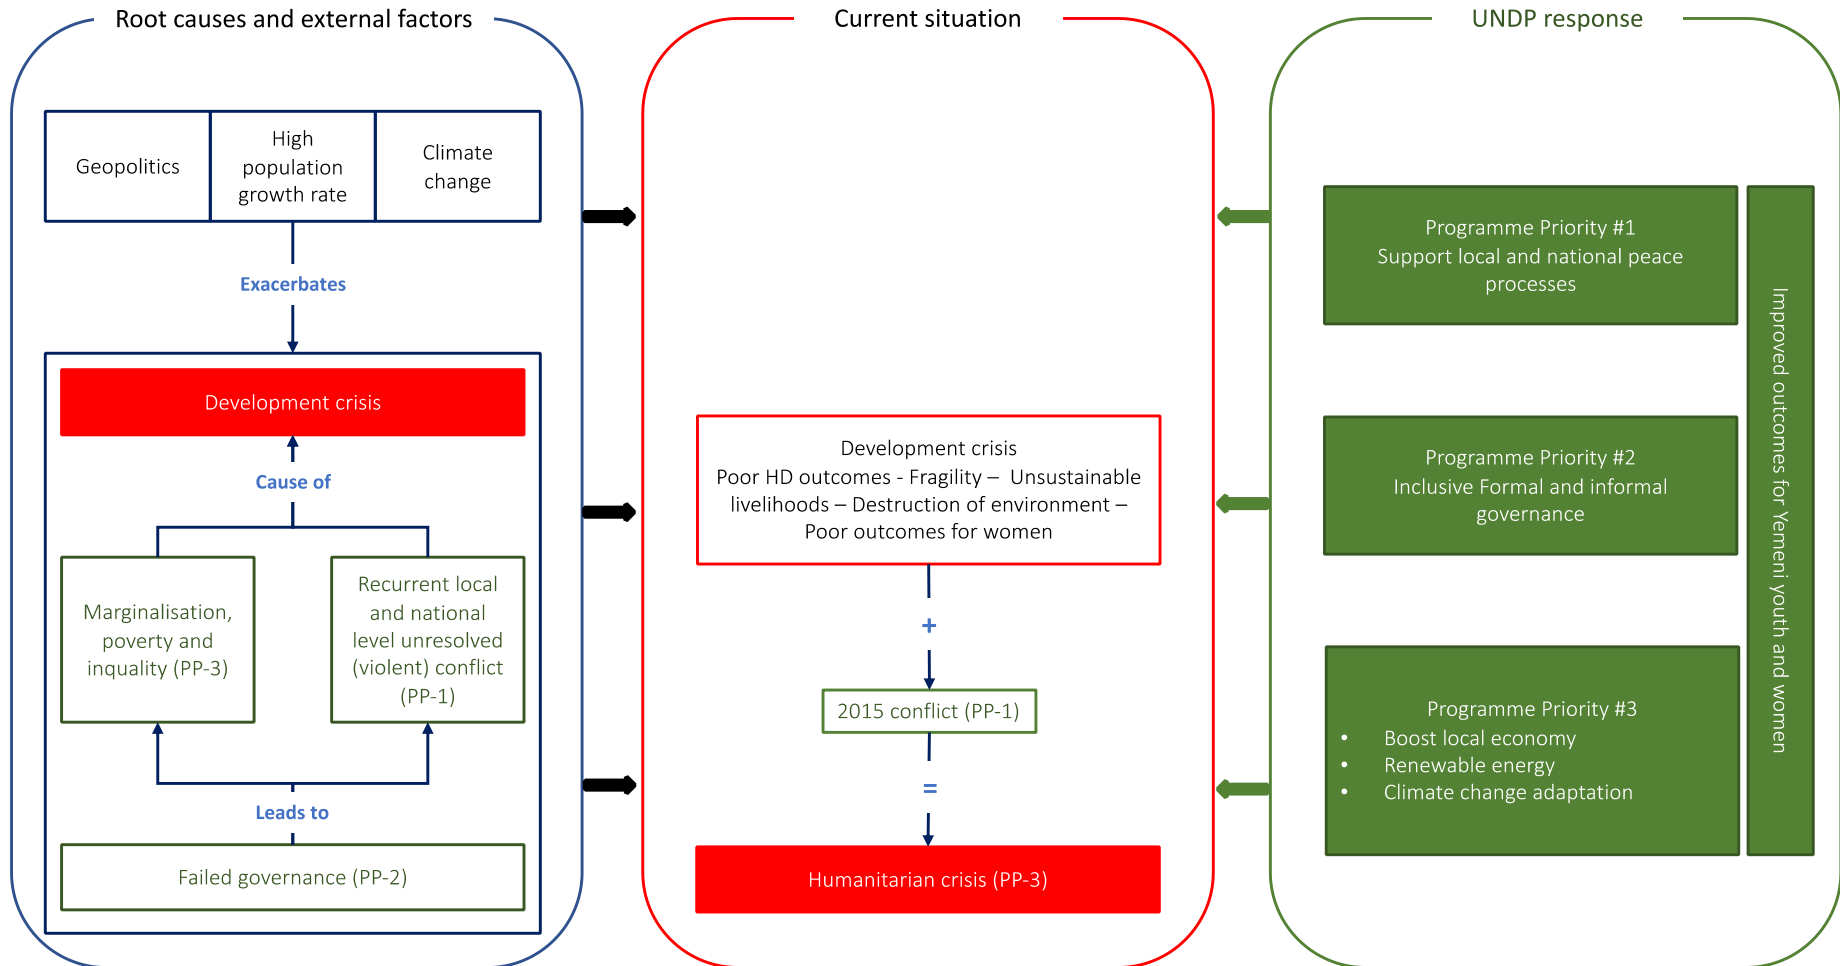 Root causes and external factors
Geopolitics
High
population
growth rate
Climate
change
Exacerbates
Development crisis
Cause of
Marginalisation,
poverty and
inquality (PP-3)
Recurrent local
and national
level unresolved
(violent) conflict
(PP-1)
Leads to
Failed governance (PP-2)
Current situation
Development crisis
Poor HD outcomes - Fragility –  Unsustainable
livelihoods – Destruction of environment –
Poor outcomes for women
+
2015 conflict (PP-1)
=
Humanitarian crisis (PP-3)
UNDP response
Programme Priority #1
Support local and national peace
processes
Programme Priority #2
Inclusive Formal and informal
governance
Programme Priority #3
• Boost local economy
• Renewable energy
• Climate change adaptation
Improved outcomes for Yemeni youth and women